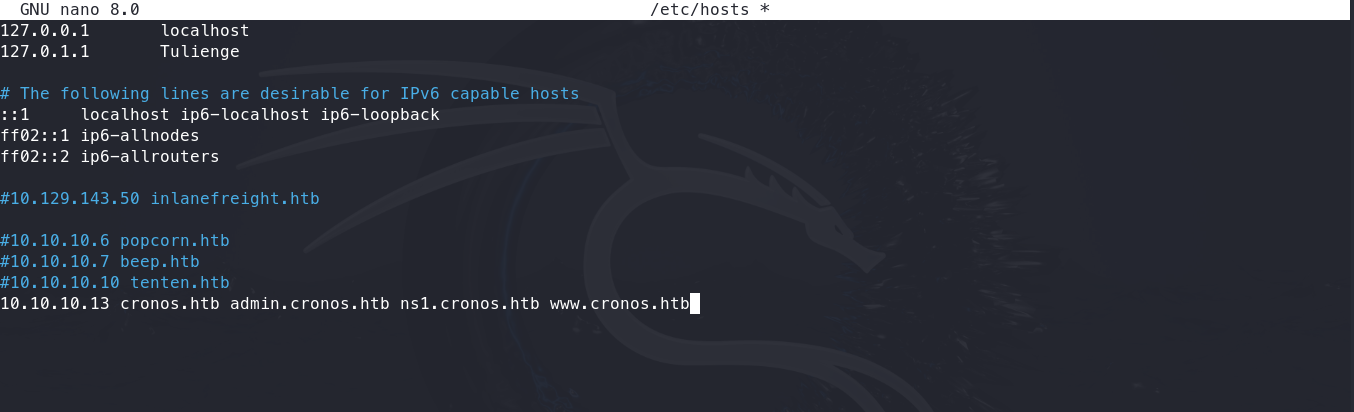 GNU nano 8.0 /etc/hosts *
127.0.0.1 localhost
127.0.1.1 Tulienge
# The following lines are desirable for IPv6 capable hosts
::1 localhost ip6-localhost ip6-loopback
ff02::1 ip6-allnodes
ff02::2 ip6-allrouters
#10.129.143.50 inlanefreight.htb
#10.10.10.6 popcorn.htb
#10.10.10.7 beep.htb
#10.10.10.10 tenten.htb
10.10.10.13 cronos.htb admin.cronos.htb ns1.cronos.htb www.cronos.htb